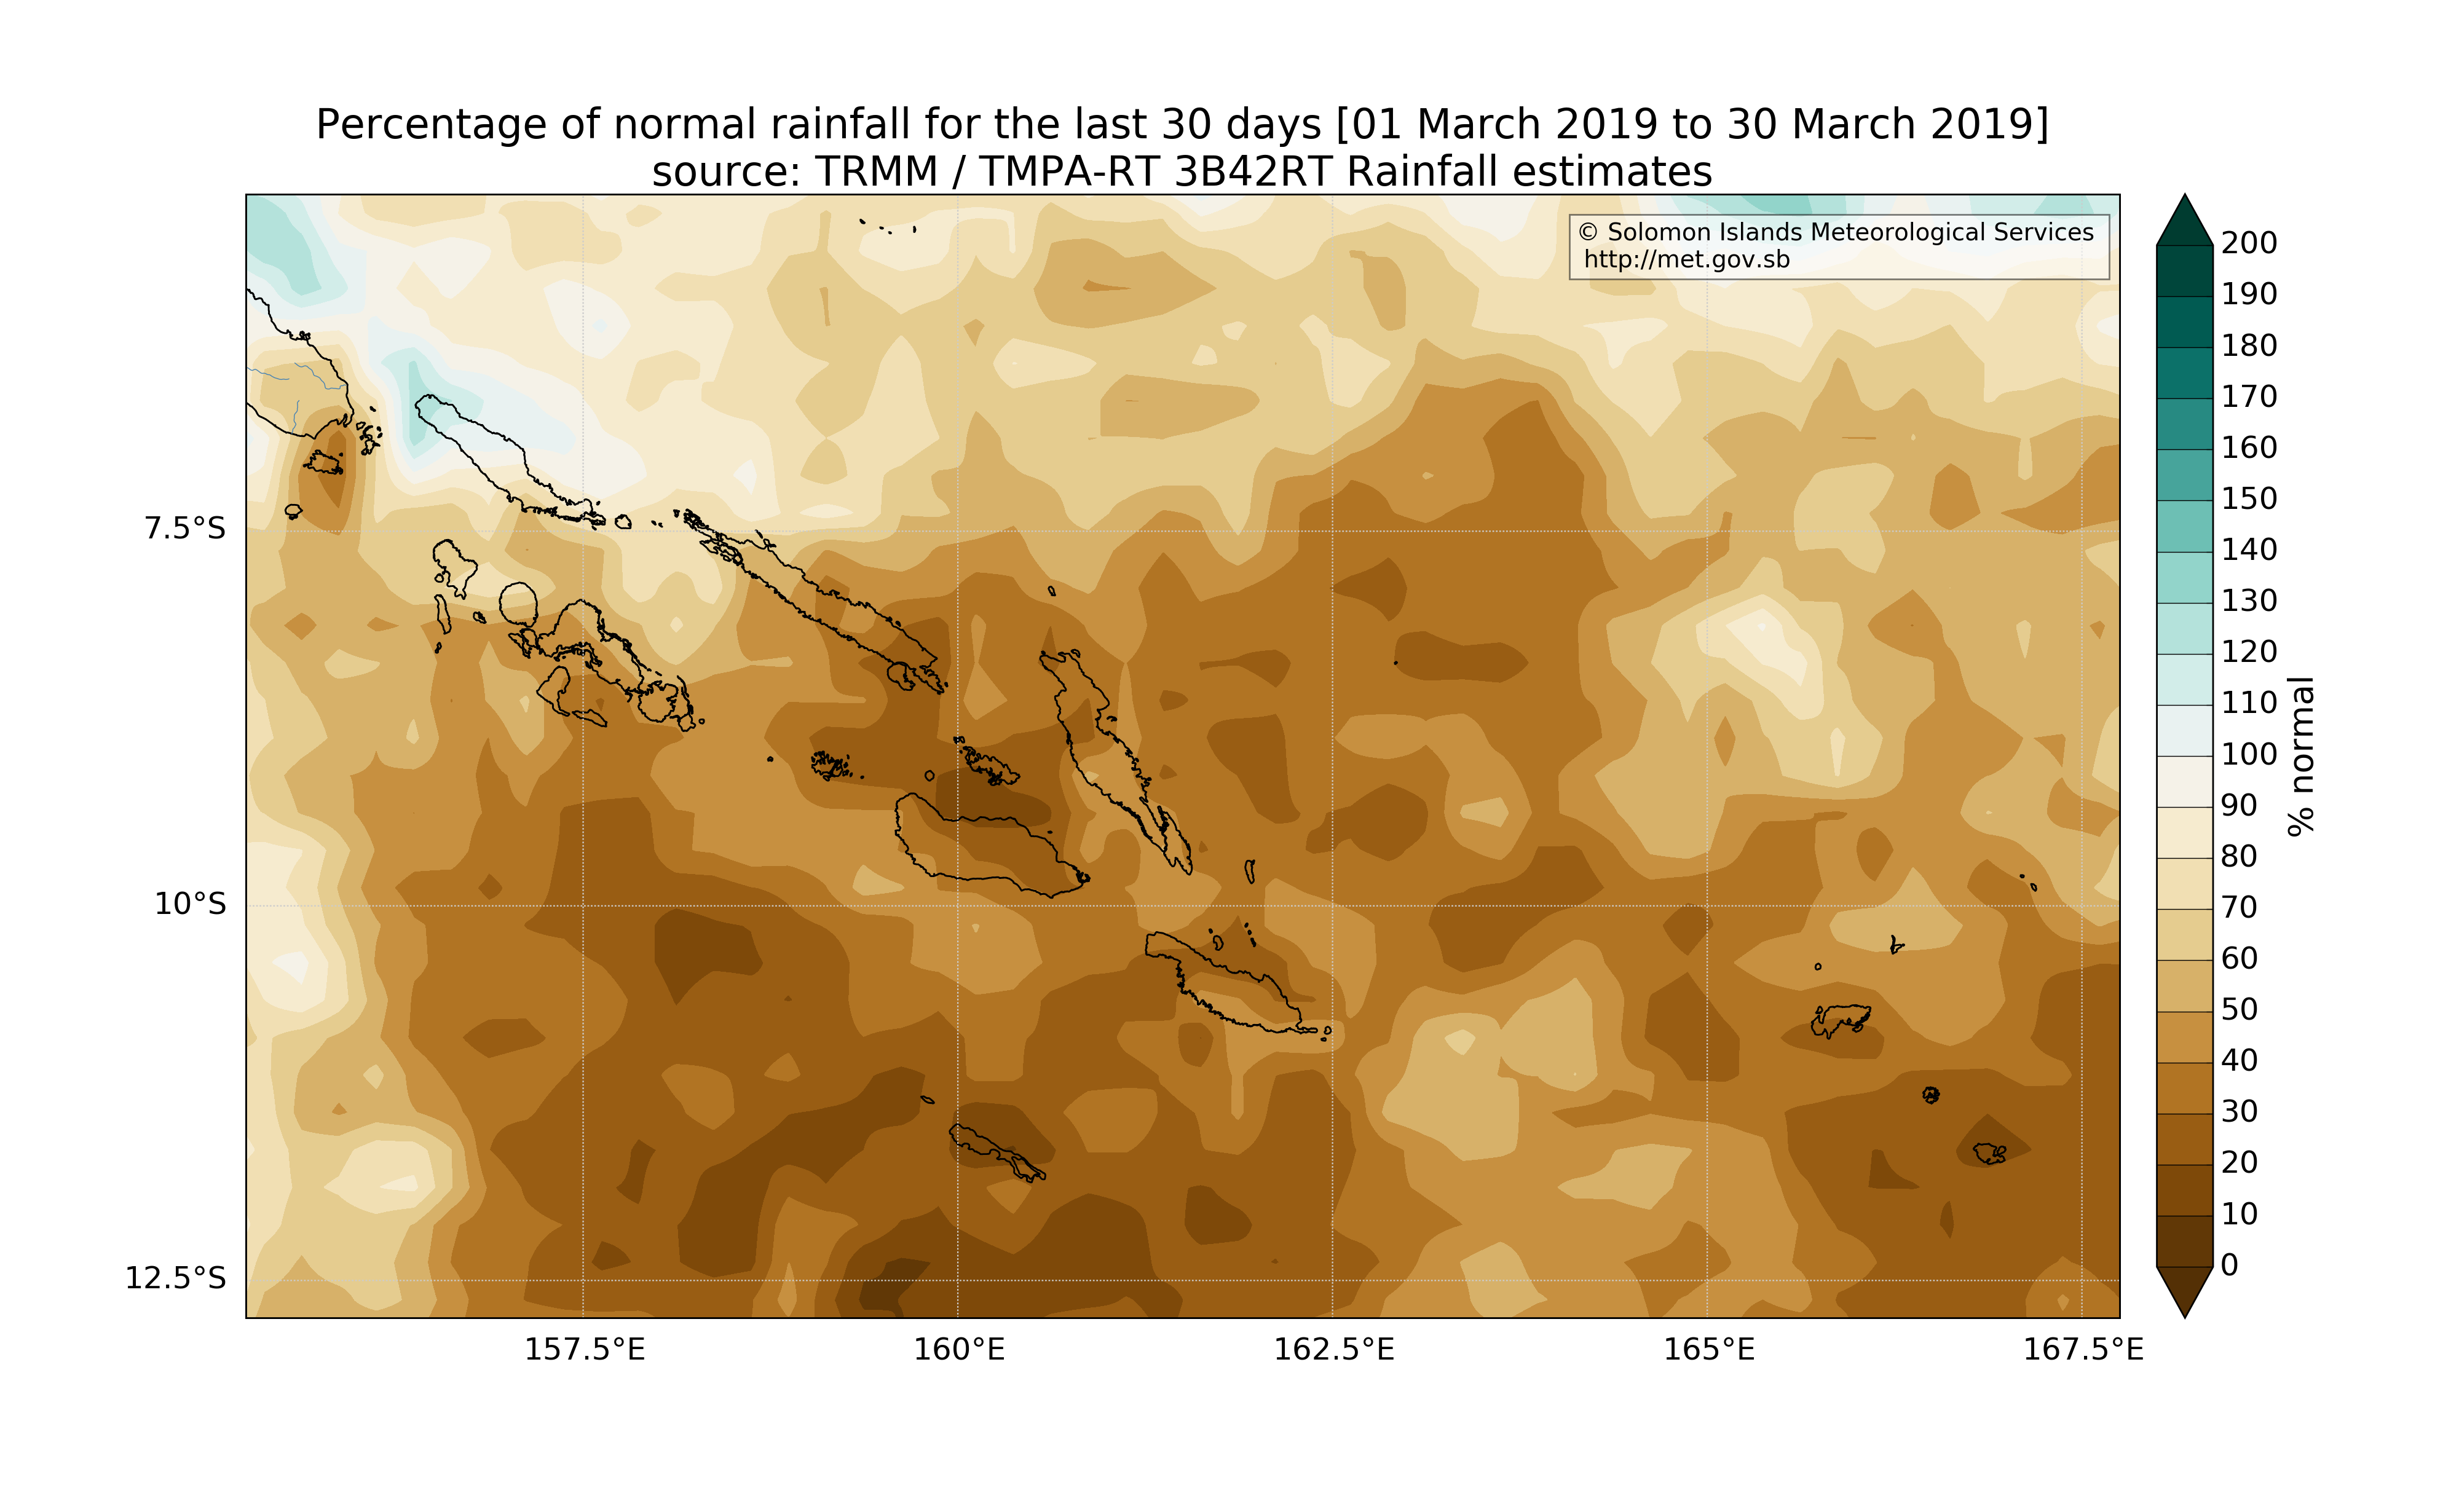 Percentage of normal rainfall for the last 30 days [01 March 2019 to 30 March 2019]
source: TRMM / TMPA-RT 3B42RT Rainfall estimates
© Solomon Islands Meteorological Services
http://met.gov.sb
7.5°S
10°S
12.5°S
157.5°E
160°E
162.5°E
165°E
167.5°E
200
190
180
170
160
150
140
130
120
110
100
90
80
70
60
50
40
30
20
10
0
% normal